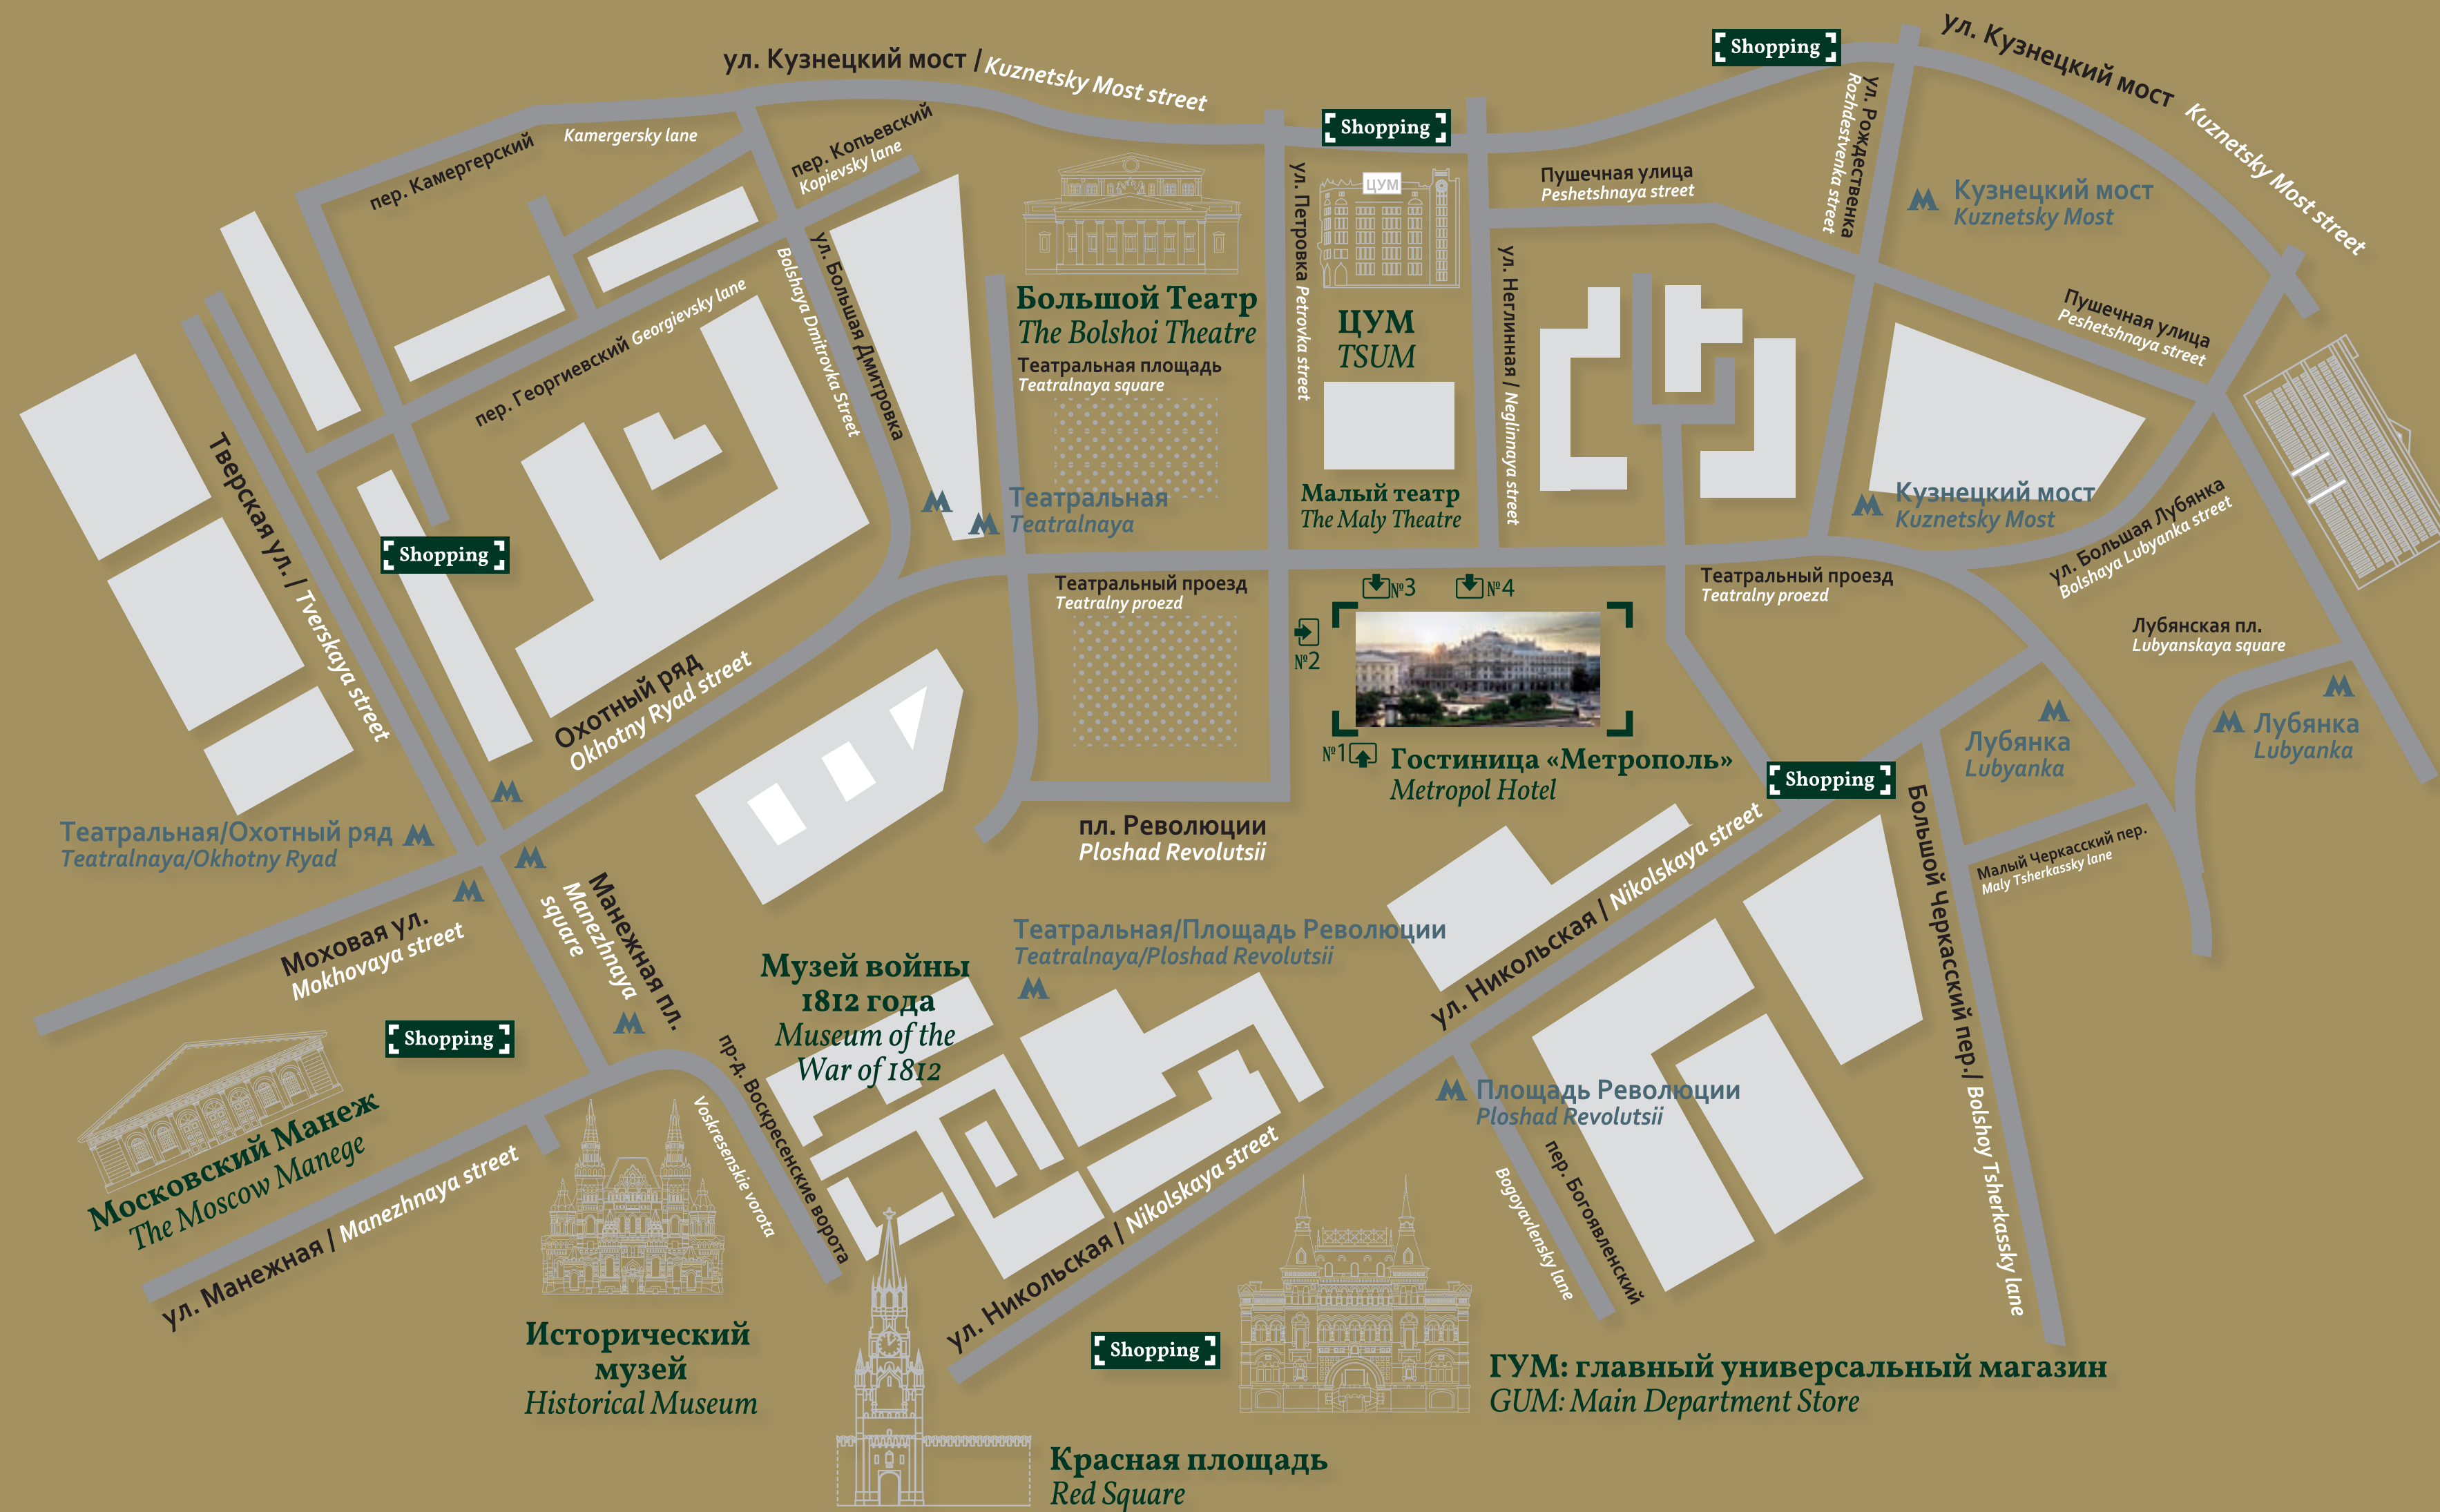 ул. Кузнецкий мост / Kuznetsky Most street
Shopping
ул. Кузнецкий мост Kuznetsky Most street
Shopping
пер. Камергерский
Kamergersky lane
пер. Копьевский
Kopievsky lane
ул. Петровка Petrovka street
ЦУМ
Пушечная улица
Peshetshnaya street
ул. Рождественка
Rozhdestvenka street
Кузнецкий мост
Kuznetsky Most
пер. Георгиевский Georgievsky lane
ул. Большая Дмитровка
Bolshaya Dmitrovka Street
Большой Театр
The Bolshoi Theatre
Театральная площадь
Teatralnaya square
ЦУМ
TSUM
ул. Неглинная / Neglinnaya street
Пушечная улица
Peshetshnaya street
Тверская ул. / Tverskaya street
Shopping
Театральная
Teatralnaya
Малый театр
The Maly Theatre
Кузнецкий мост
Kuznetsky Most
ул. Большая Лубянка
Bolshaya Lubyanka street
Театральный проезд
Teatralny proezd
№3
№4
Театральный проезд
Teatralny proezd
№2
Лубянская пл.
Lubyanskaya square
Охотный ряд
Okhotny Ryad street
№1
Гостиница «Метрополь»
Metropol Hotel
Shopping
Лубянка
Lubyanka
Лубянка
Lubyanka
Театральная/Охотный ряд
Teatralnaya/Okhotny Ryad
пл. Революции
Ploshad Revolutsii
Малый Черкасский пер.
Maly Tsherkassky lane
Моховая ул.
Mokhovaya street
Манежная пл.
Manezhnaya
square
Театральная/Площадь Революции
Teatralnaya/Ploshad Revolutsii
ул. Никольская / Nikolskaya street
Большой Черкасский пер./ Bolshoy Tsherkassky lane
Музей войны
1812 года
Museum of the
War of 1812
Shopping
Московский Манеж
The Moscow Manege
пр-д. Воскресенские ворота
Voskresenskie vorota
Площадь Революции
Ploshad Revolutsii
ул. Манежная / Manezhnaya street
ул. Никольская / Nikolskaya street
пер. Богоявленский
Bogoyavlensky lane
Исторический
музей
Historical Museum
Shopping
ГУМ: главный универсальный магазин
GUM: Main Department Store
Красная площадь
Red Square